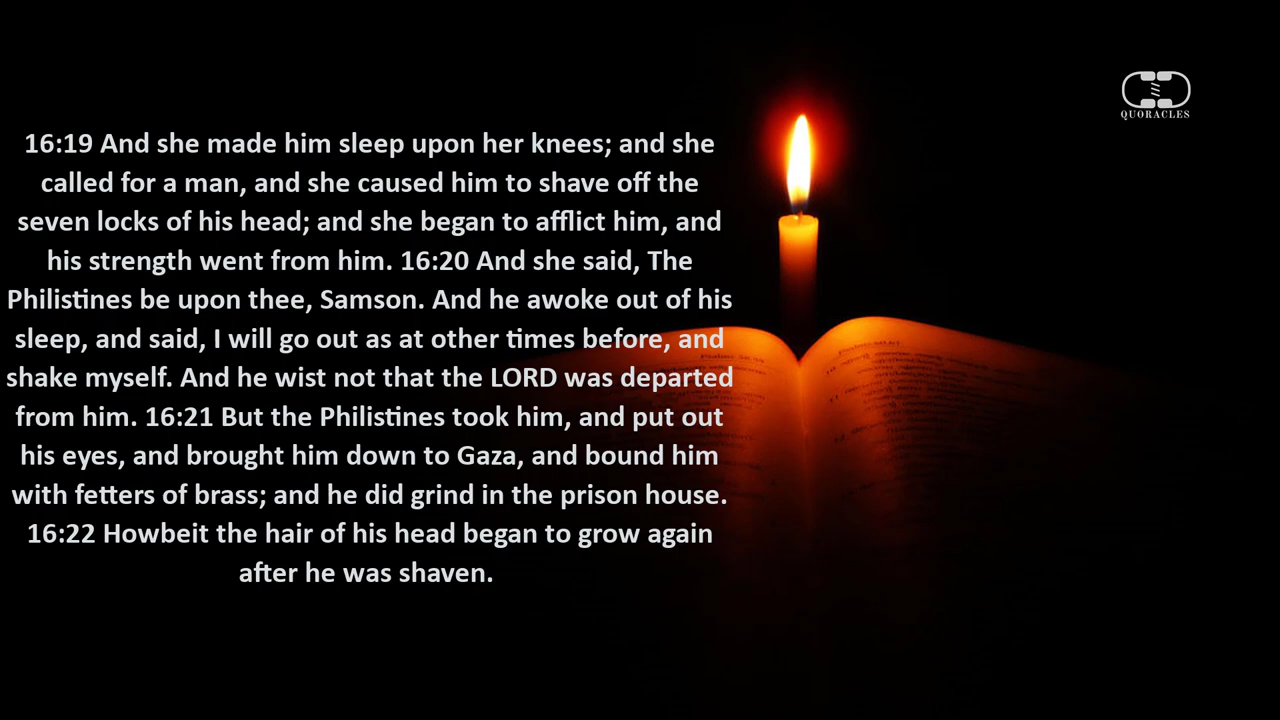 16:19 And she made him sleep upon her knees; and she
called for a man, and she caused him to shave off the
seven locks of his head; and she began to afflict him, and
his strength went from him. 16:20 And she said, The
Philistines be upon thee, Samson. And he awoke out of his
sleep, and said, I will go out as at other times before, and
shake myself. And he wist not that the LORD was departed
from him. 16:21 But the Philistines took him, and put out
his eyes, and brought him down to Gaza, and bound him
with fetters of brass; and he did grind in the prison house.
16:22 Howbeit the hair of his head began to grow again
after he was shaven.
QUORACLES